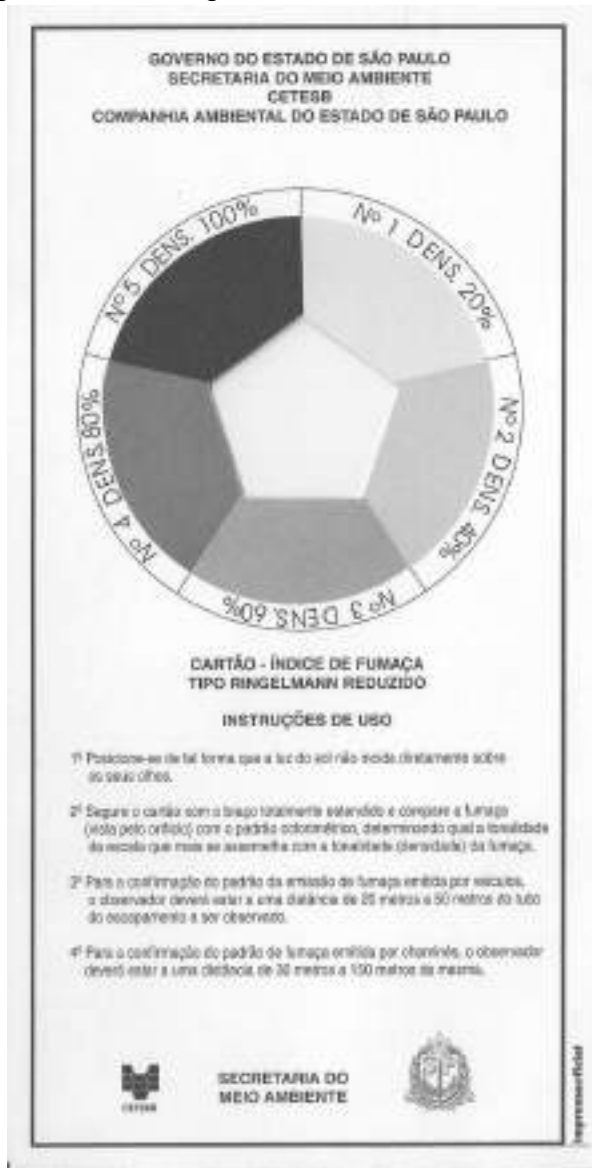 GOVERNO DO ESTADO DE SÃO PAULO
SECRETARIA DO MEIO AMBIENTE
CETESB
COMPANHIA AMBIENTAL DO ESTADO DE SÃO PAULO
Nº 1 DENS. 20%
Nº 2 DENS. 40%
Nº 3 DENS. 60%
Nº 4 DENS. 80%
Nº 5 DENS. 100%
CARTÃO - ÍNDICE DE FUMAÇA
TIPO RINGELMANN REDUZIDO
INSTRUÇÕES DE USO
1º Posicione-se de tal forma que a luz do sol não incida diretamente sobre
os seus olhos.
2º Segure o cartão com o braço totalmente estendido e compare a fumaça
(vista pelo orifício) com o padrão colorimétrico, determinando qual a tonalidade
da escala que mais se assemelha com a tonalidade (densidade) da fumaça.
3º Para a confirmação do padrão da emissão de fumaça emitida por veículos,
o observador deverá estar a uma distância de 20 metros a 50 metros do tubo
do escapamento a ser observado.
4º Para a confirmação do padrão de fumaça emitida por chaminés, o observador
deverá estar a uma distância de 30 metros a 150 metros da mesma.
CETESB
SECRETARIA DO
MEIO AMBIENTE
imprensaoficial